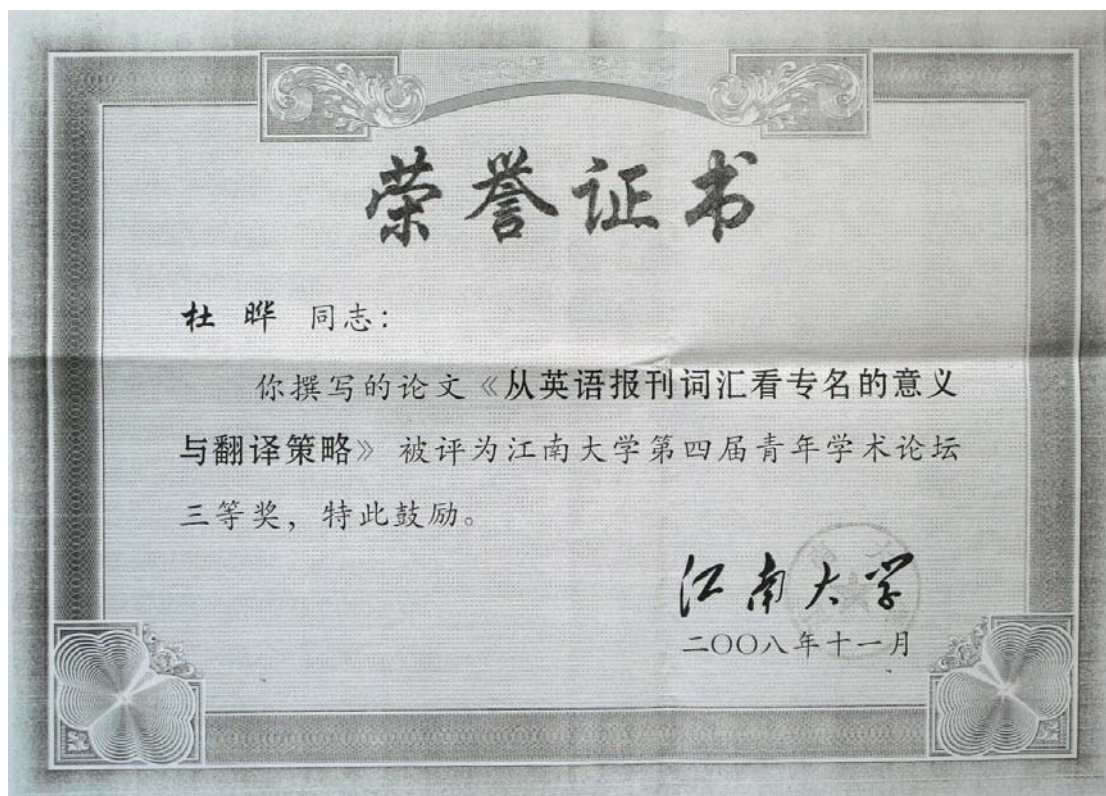 荣誉证书
杜晔 同志：
你撰写的论文《从英语报刊词汇看专名的意义
与翻译策略》被评为江南大学第四届青年学术论坛
三等奖，特此鼓励。
江南大学
二〇〇八年十一月